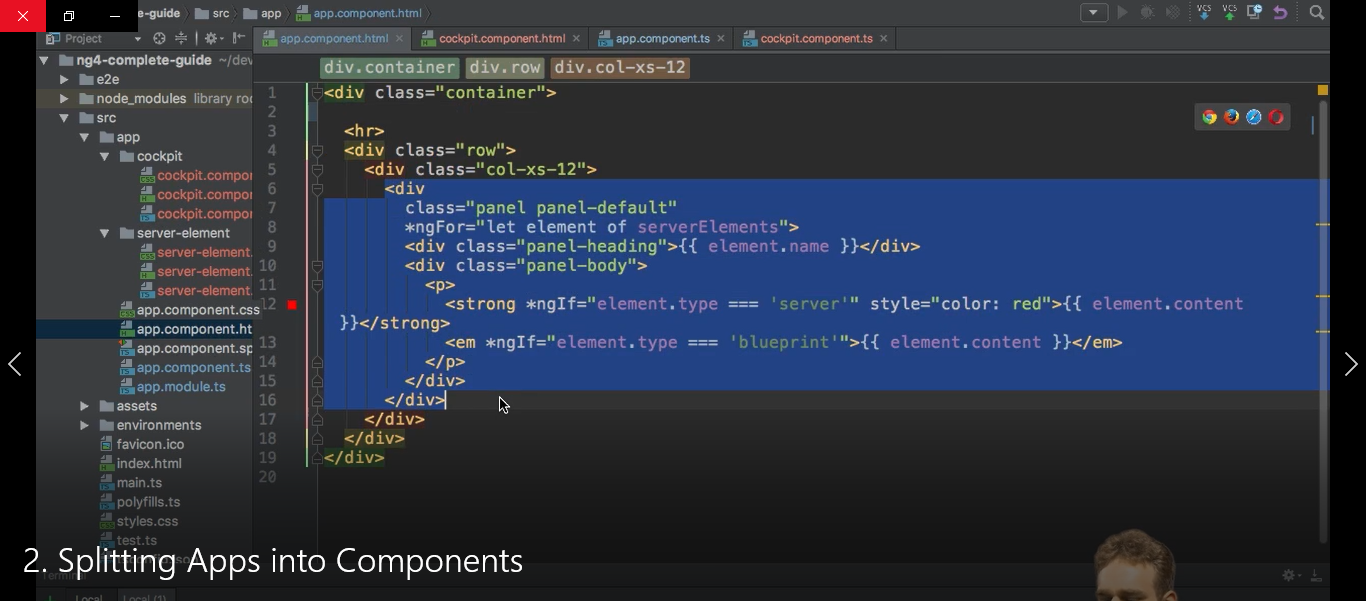 e-guide src app app.component.html
VCS VCS
Project
app.component.html cockpit.component.html app.component.ts cockpit.component.ts
ng4-complete-guide ~/dev
e2e
node_modules library roo
src
app
cockpit
cockpit.compon
cockpit.compon
cockpit.compon
server-element
server-element.
server-element.
server-element.
app.component.css
app.component.ht
app.component.sp
app.component.ts
app.module.ts
assets
environments
favicon.ico
index.html
main.ts
polyfills.ts
styles.css
test.ts
div.container div.row div.col-xs-12
1 <div class="container">
2
3 <hr>
4 <div class="row">
5 <div class="col-xs-12">
6 <div
7 class="panel panel-default"
8 *ngFor="let element of serverElements">
9 <div class="panel-heading">{{ element.name }}</div>
10 <div class="panel-body">
11 <p>
12 <strong *ngIf="element.type === 'server'" style="color: red">{{ element.content
}}</strong>
13 <em *ngIf="element.type === 'blueprint'">{{ element.content }}</em>
14 </p>
15 </div>
16 </div>
17 </div>
18 </div>
19 </div>
20
2. Splitting Apps into Components
Terminal
Local Local (1)